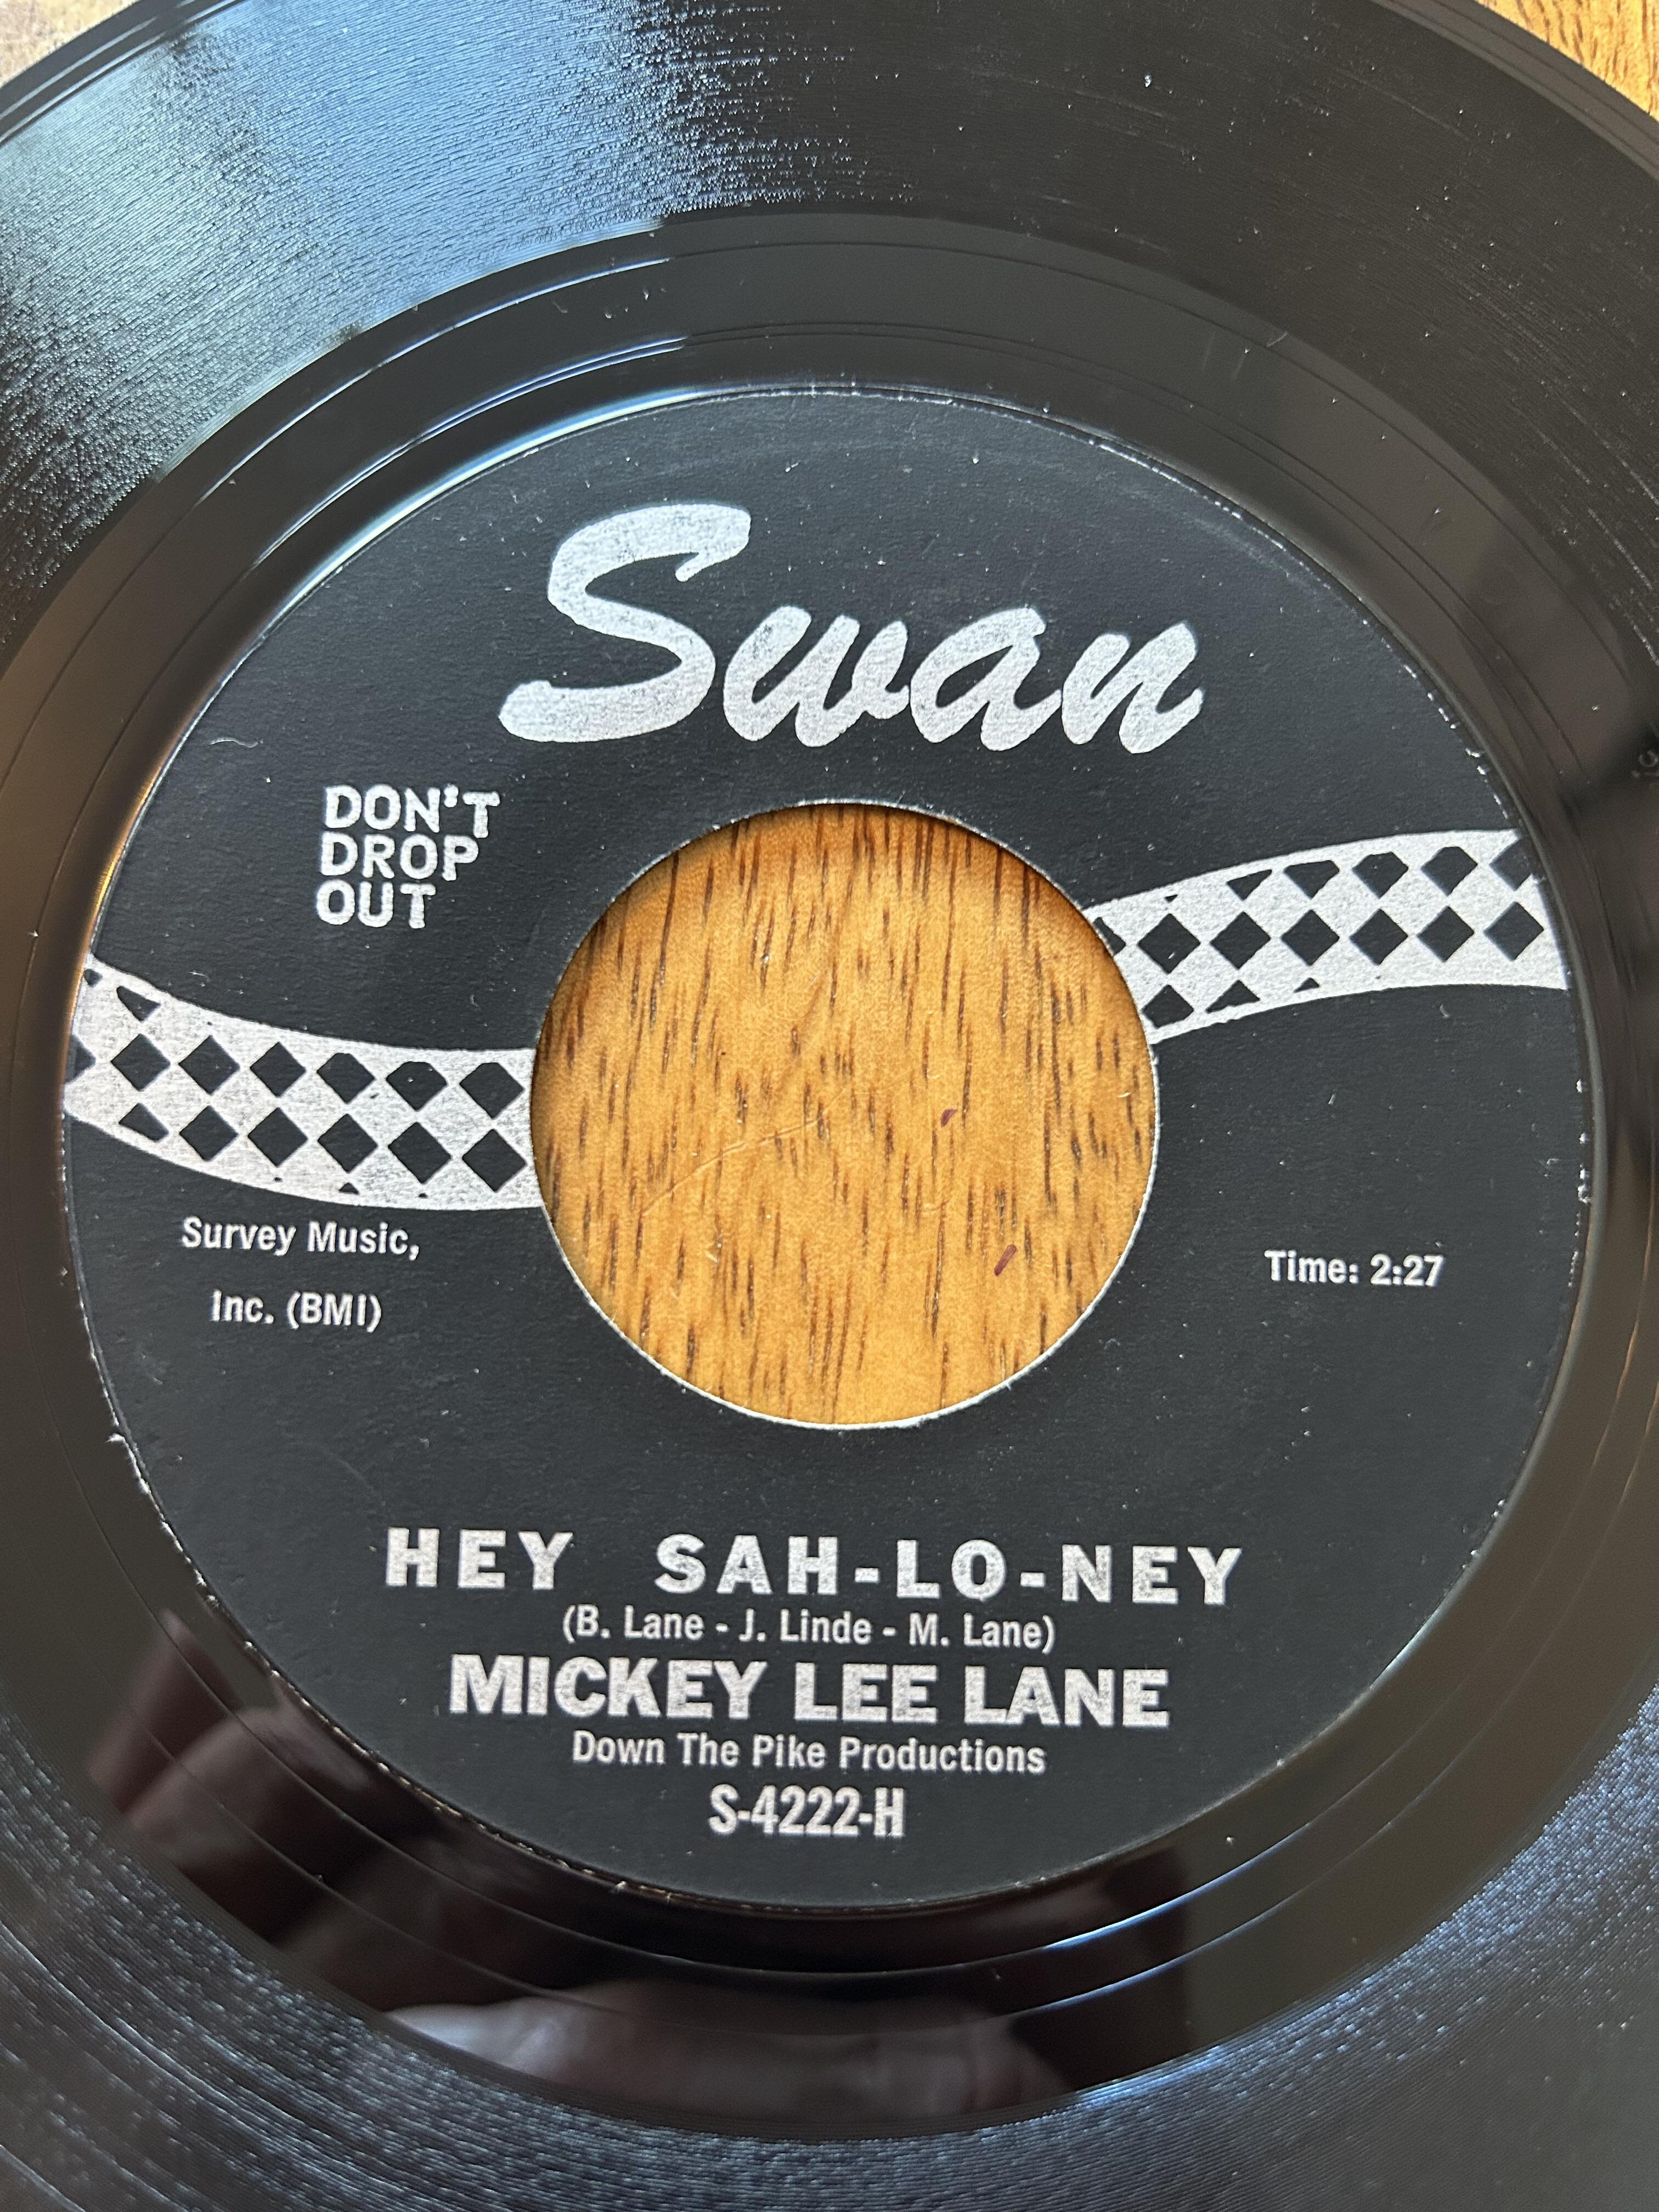 Swan
DON'T
DROP
OUT
Survey Music,
Inc. (BMI)
Time: 2:27
HEY SAH-LO-NEY
(B. Lane - J. Linde - M. Lane)
MICKEY LEE LANE
Down The Pike Productions
S-4222-H